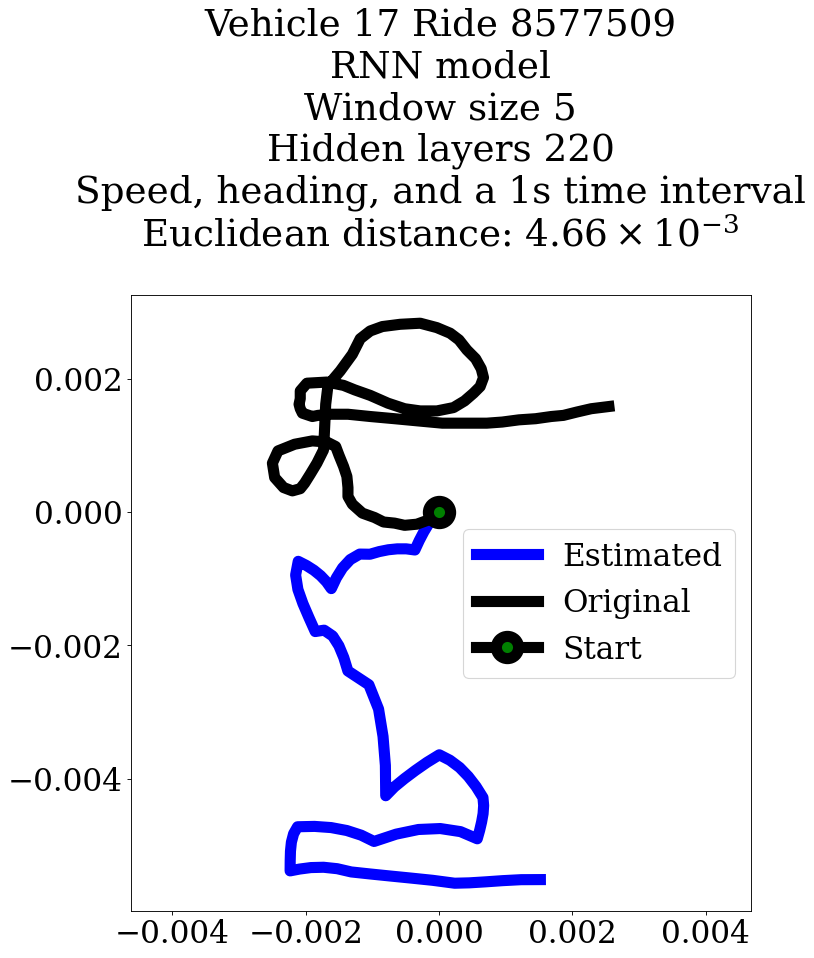 Vehicle 17 Ride 8577509
RNN model
Window size 5
Hidden layers 220
Speed, heading, and a 1s time interval
Euclidean distance: 4.66 × 10⁻³
0.002
0.000
−0.002
−0.004
Estimated
Original
Start
−0.004 −0.002 0.000 0.002 0.004